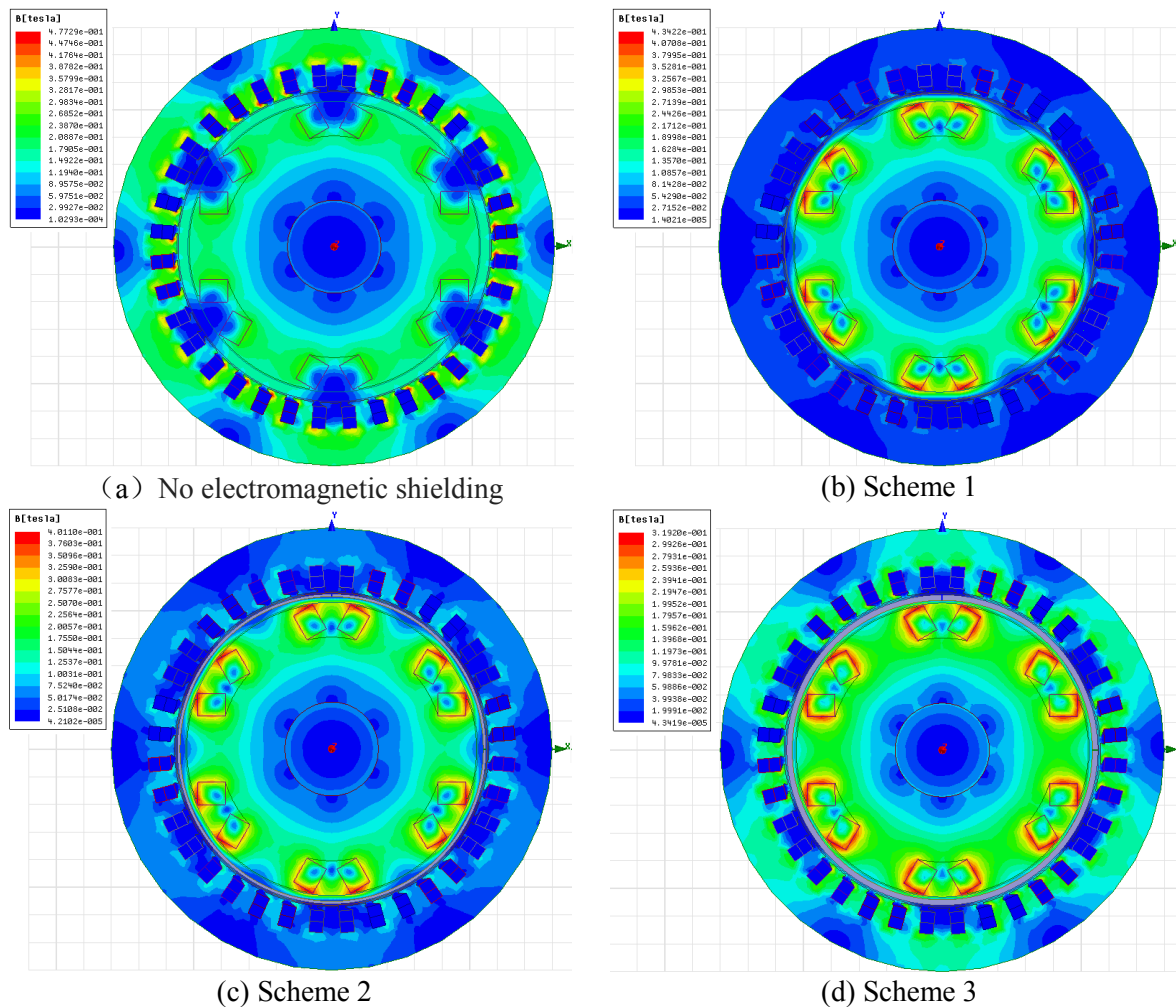 B[tesla]
4.7729e-001
4.4746e-001
4.1764e-001
3.8782e-001
3.5799e-001
3.2817e-001
2.9834e-001
2.6852e-001
2.3870e-001
2.0887e-001
1.7905e-001
1.4922e-001
1.1940e-001
8.9575e-002
5.9751e-002
2.9927e-002
1.0293e-004
Y
X
Z
(a) No electromagnetic shielding
B[tesla]
4.3422e-001
4.0708e-001
3.7995e-001
3.5281e-001
3.2567e-001
2.9853e-001
2.7139e-001
2.4426e-001
2.1712e-001
1.8998e-001
1.6284e-001
1.3570e-001
1.0857e-001
8.1428e-002
5.4290e-002
2.7152e-002
1.4021e-005
Y
X
Z
(b) Scheme 1
B[tesla]
4.0110e-001
3.7603e-001
3.5096e-001
3.2590e-001
3.0083e-001
2.7577e-001
2.5070e-001
2.2564e-001
2.0057e-001
1.7550e-001
1.5044e-001
1.2537e-001
1.0031e-001
7.5240e-002
5.0174e-002
2.5108e-002
4.2102e-005
Y
X
Z
(c) Scheme 2
B[tesla]
3.1920e-001
2.9926e-001
2.7931e-001
2.5936e-001
2.3941e-001
2.1947e-001
1.9952e-001
1.7957e-001
1.5962e-001
1.3968e-001
1.1973e-001
9.9781e-002
7.9833e-002
5.9886e-002
3.9938e-002
1.9991e-002
4.3419e-005
Y
X
Z
(d) Scheme 3